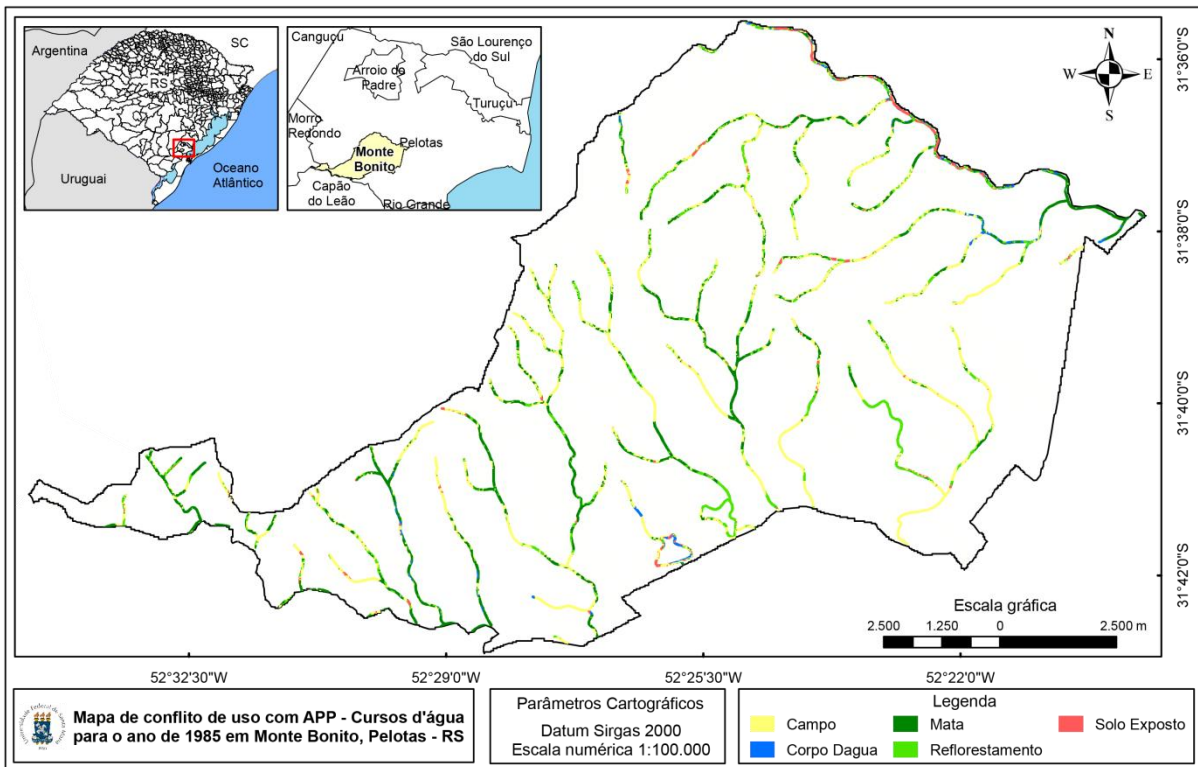 Argentina
SC
RS
Uruguai
Oceano
Atlântico
Canguçu
São Lourenço
do Sul
Arroio do
Padre
Turuçu
Morro
Redondo
Pelotas
Monte
Bonito
Capão
do Leão
Rio Grande
N
W
E
S
31°36'0"S
31°38'0"S
31°40'0"S
31°42'0"S
Escala gráfica
2.500 1.250 0 2.500 m
52°32'30"W 52°29'0"W 52°25'30"W 52°22'0"W
Mapa de conflito de uso com APP - Cursos d'água
para o ano de 1985 em Monte Bonito, Pelotas - RS
Parâmetros Cartográficos
Datum Sirgas 2000
Escala numérica 1:100.000
Legenda
Campo
Mata
Solo Exposto
Corpo Dagua
Reflorestamento